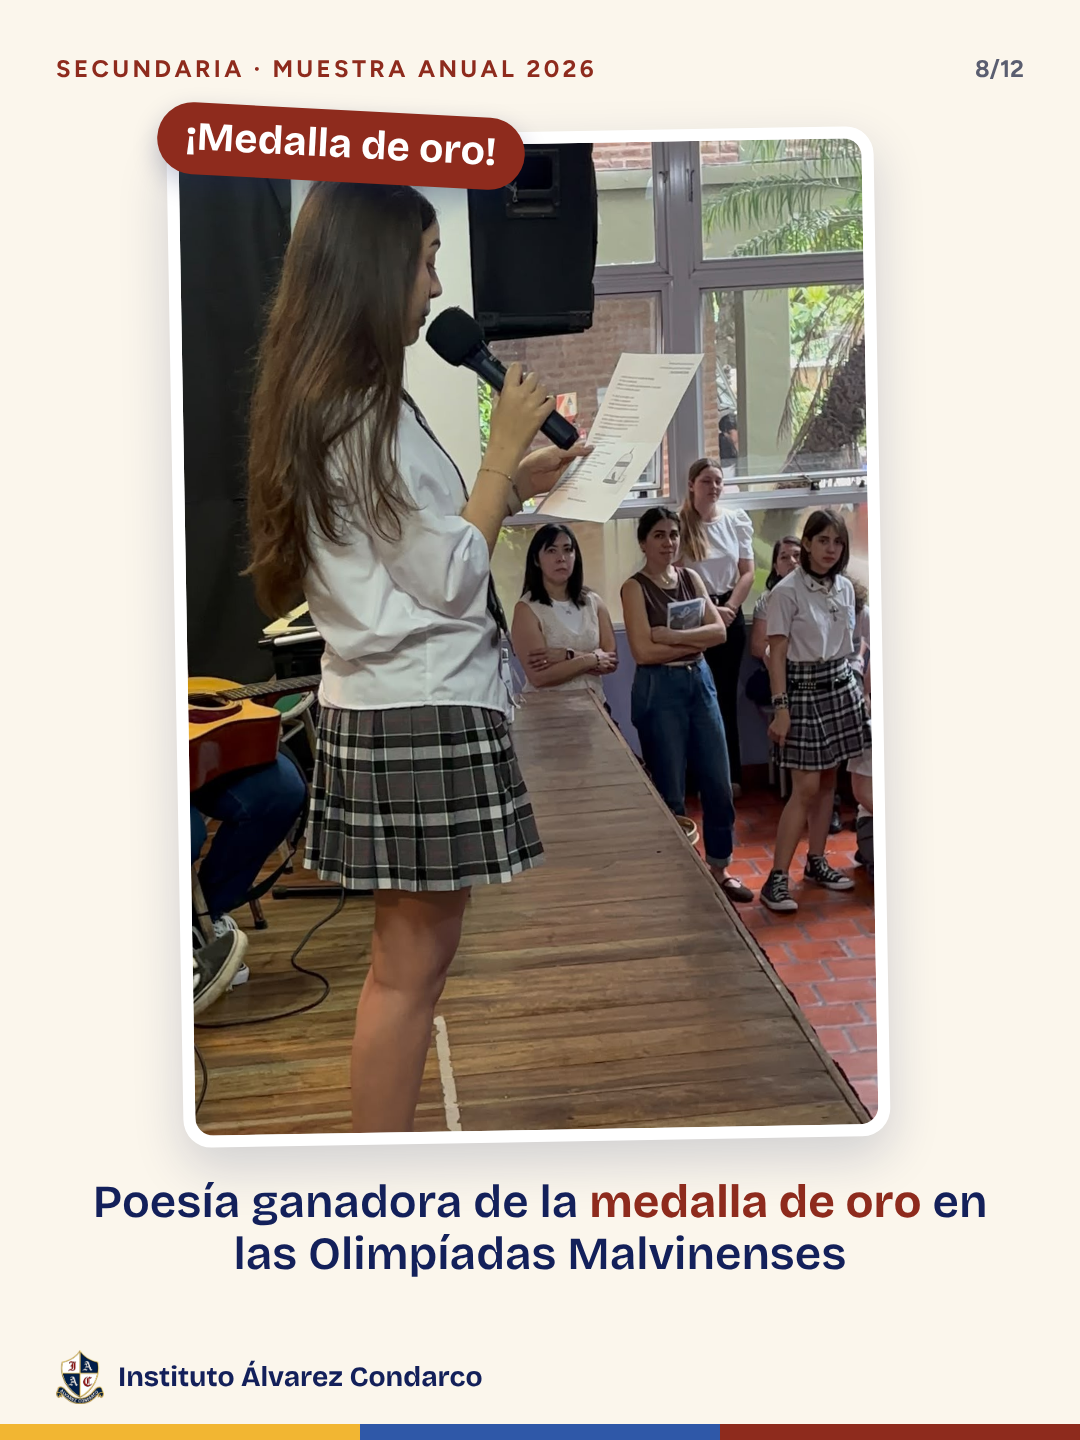 SECUNDARIA · MUESTRA ANUAL 2026
8/12
¡Medalla de oro!
Poesía ganadora de la medalla de oro en
las Olimpíadas Malvinenses
I A
A C
Instituto Álvarez Condarco